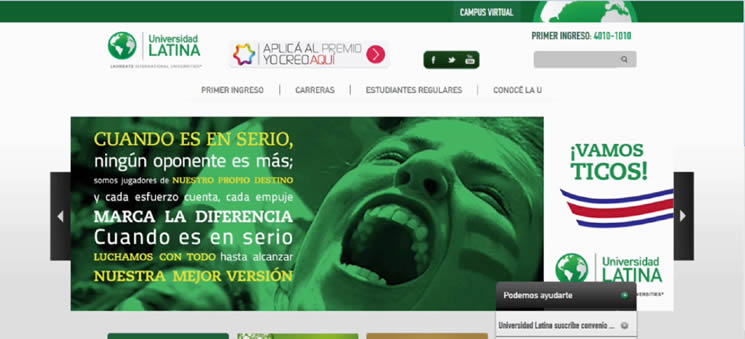 CAMPUS VIRTUAL
Universidad
LATINA
LAUREATE INTERNATIONAL UNIVERSITIES®
APLICÁ AL PREMIO
YO CREO AQUÍ
f
You
PRIMER INGRESO: 4010-1010
PRIMER INGRESO
CARRERAS
ESTUDIANTES REGULARES
CONOCÉ LA U
CUANDO ES EN SERIO,
ningún oponente es más;
somos jugadores de NUESTRO PROPIO DESTINO
y cada esfuerzo cuenta, cada empuje
MARCA LA DIFERENCIA
Cuando es en serio
LUCHAMOS CON TODO hasta alcanzar
NUESTRA MEJOR VERSIÓN
¡VAMOS
TICOS!
Universidad
LATINA
Podemos ayudarte
Universidad Latina suscribe convenio ...